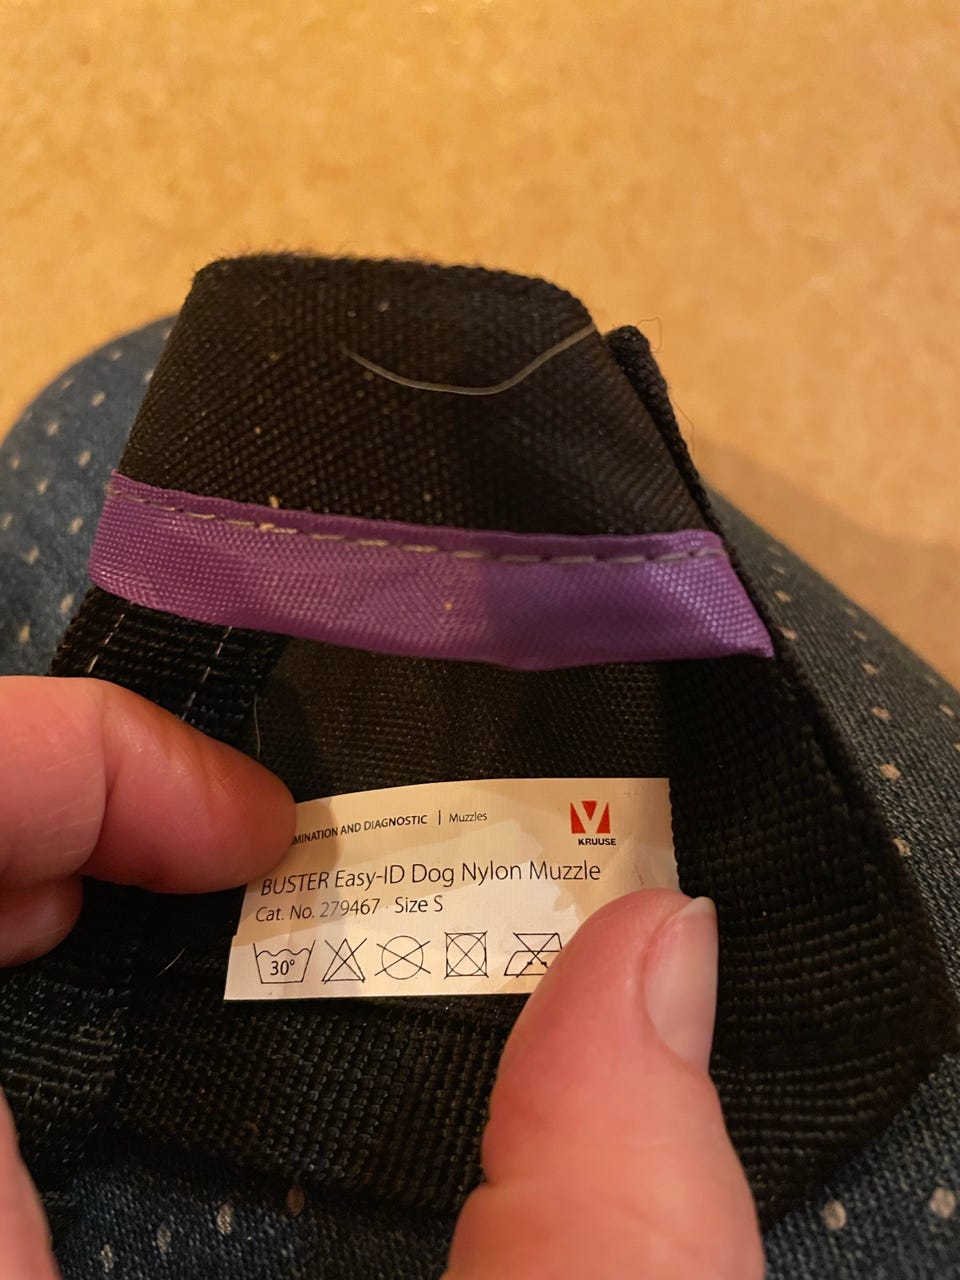 MINATION AND DIAGNOSTIC | Muzzles
KRUUSE
BUSTER Easy-ID Dog Nylon Muzzle
Cat. No. 279467 · Size S
30°